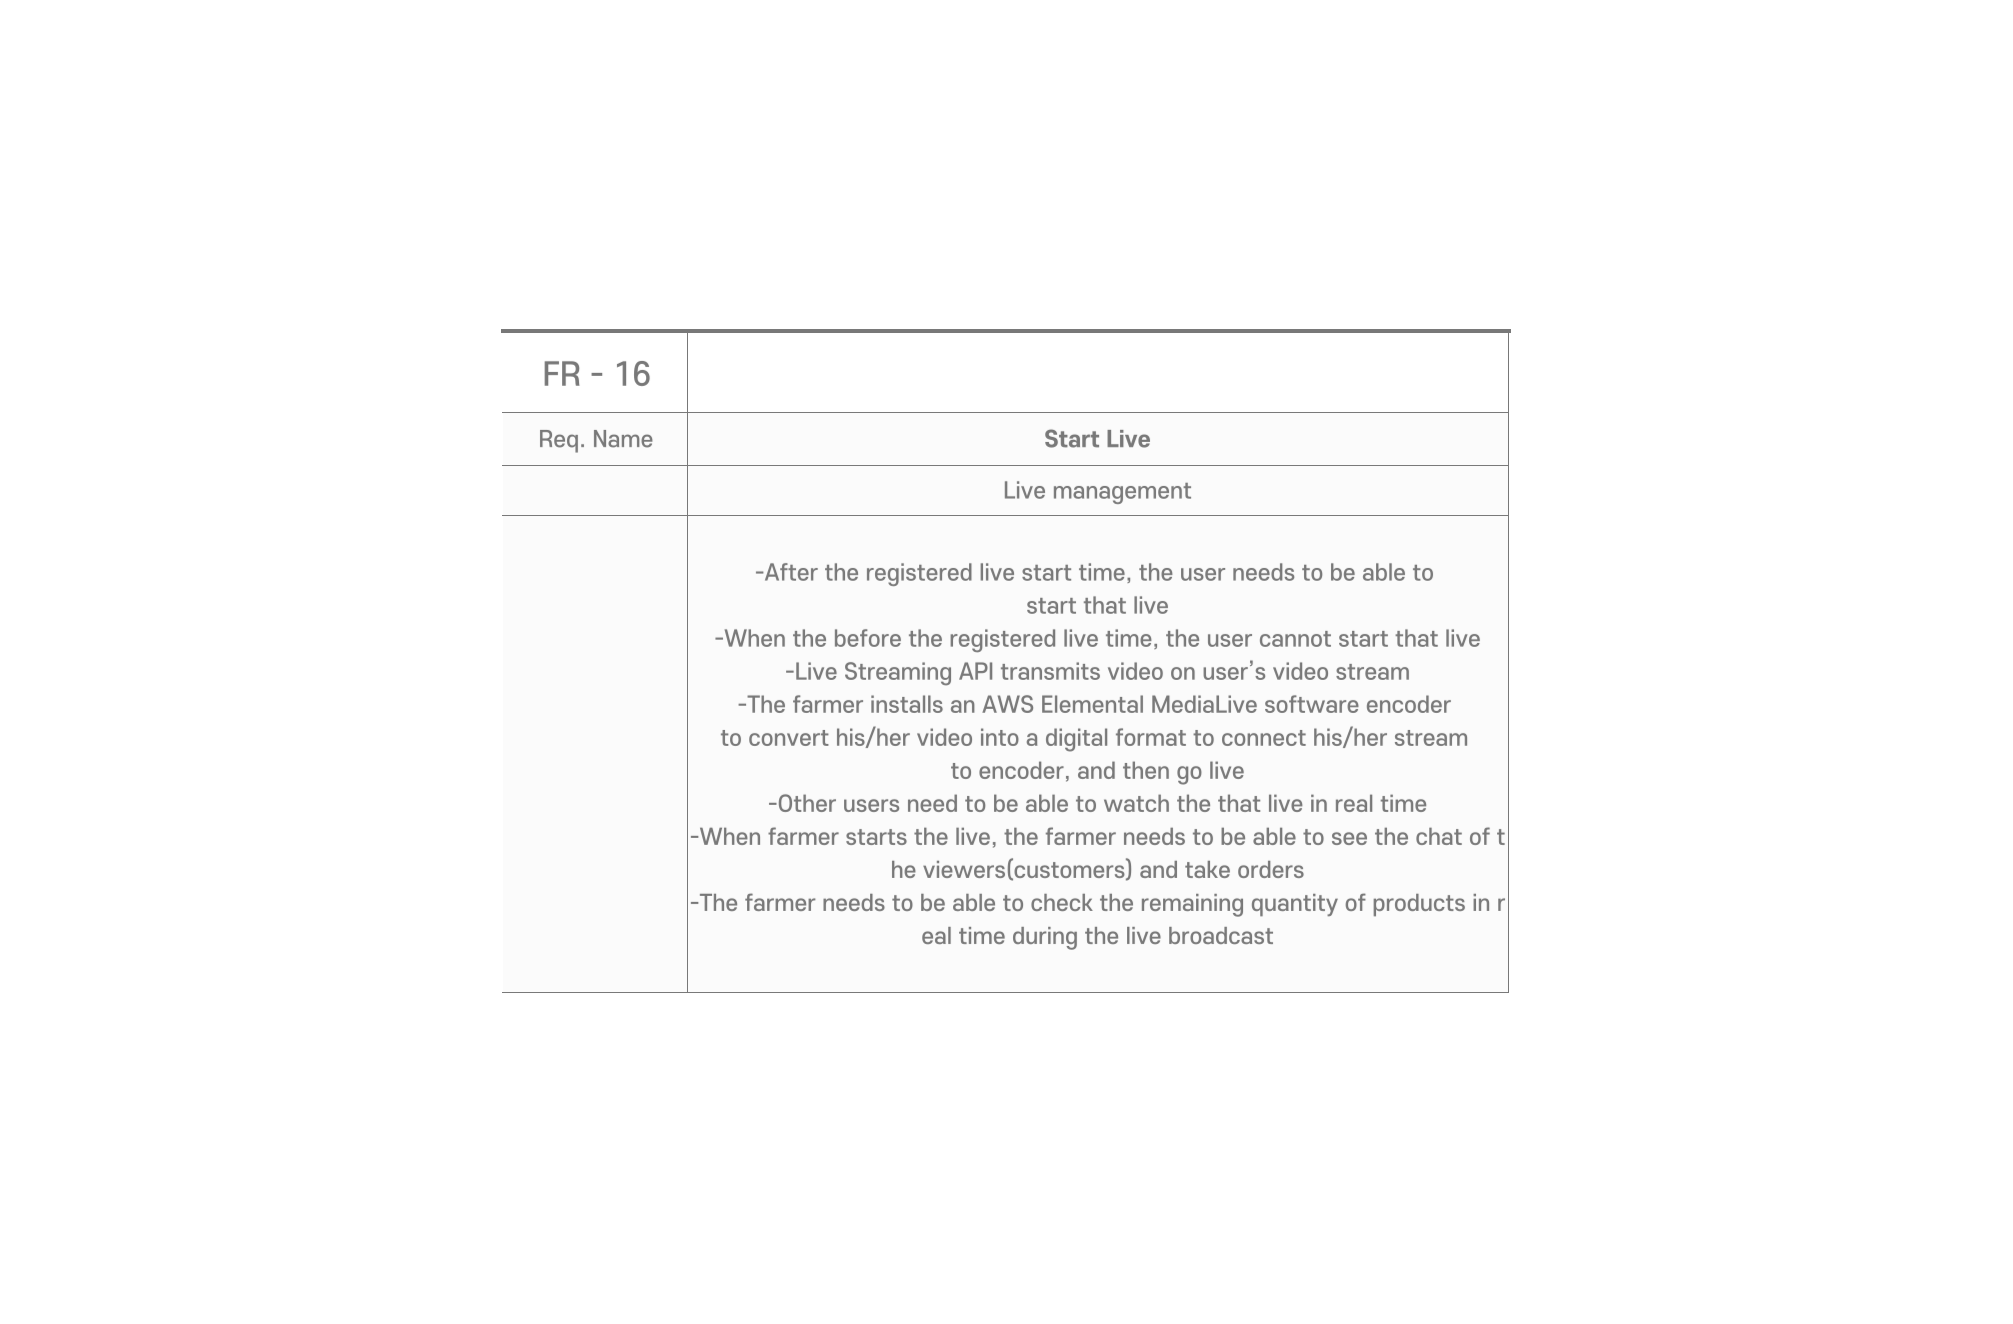 FR - 16
Req. Name
Start Live
Live management
-After the registered live start time, the user needs to be able to
start that live
-When the before the registered live time, the user cannot start that live
-Live Streaming API transmits video on user’s video stream
-The farmer installs an AWS Elemental MediaLive software encoder
to convert his/her video into a digital format to connect his/her stream
to encoder, and then go live
-Other users need to be able to watch the that live in real time
-When farmer starts the live, the farmer needs to be able to see the chat of t
he viewers(customers) and take orders
-The farmer needs to be able to check the remaining quantity of products in r
eal time during the live broadcast